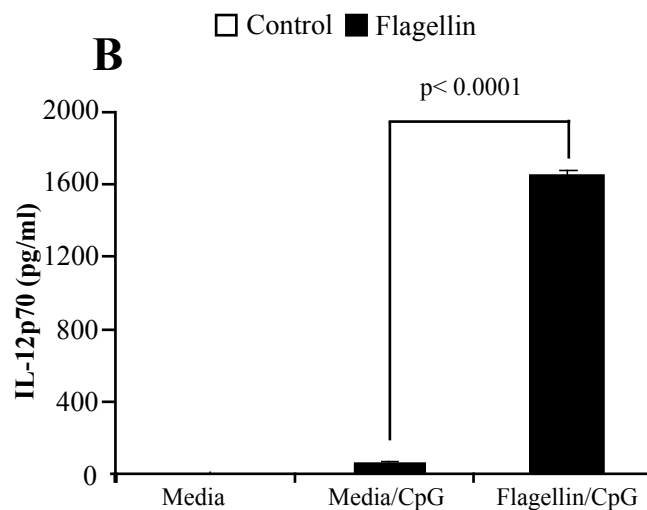 Control Flagellin
B
p< 0.0001
IL-12p70 (pg/ml)
2000
1600
1200
800
400
0
Media Media/CpG Flagellin/CpG